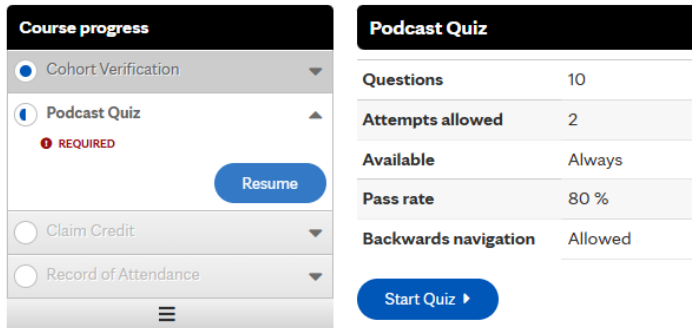 Course progress
Cohort Verification
Podcast Quiz
REQUIRED
Resume
Claim Credit
Record of Attendance
Podcast Quiz
Questions 10
Attempts allowed 2
Available Always
Pass rate 80 %
Backwards navigation Allowed
Start Quiz